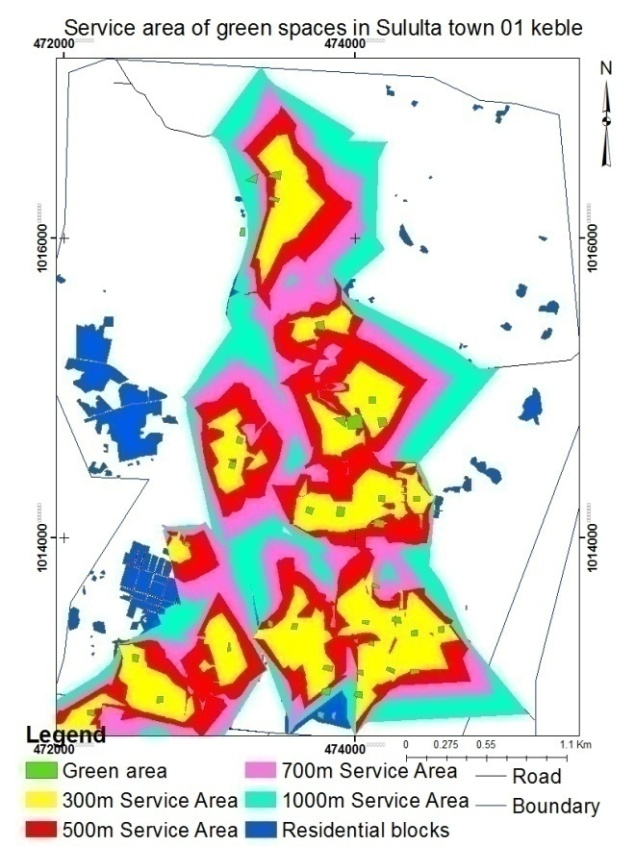 Service area of green spaces in Sululta town 01 keble
472000 474000
N
1016000 1016000
1014000 1014000
Legend
472000 474000
0 0.275 0.55 1.1 Km
Green area
300m Service Area
500m Service Area
700m Service Area
1000m Service Area
Residential blocks
Road
Boundary